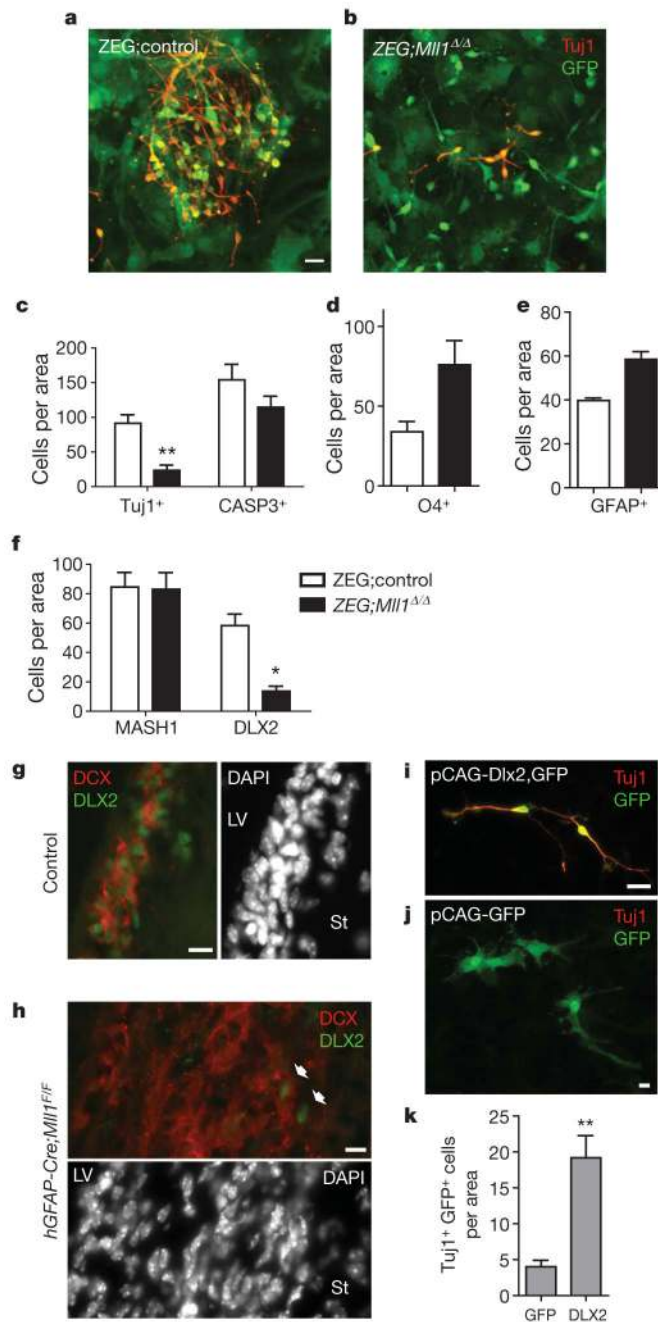 a
b
ZEG;control
ZEG;Mll1Δ/Δ
Tuj1
GFP
c
Cells per area
200
150
100
50
0
**
Tuj1+
CASP3+
d
Cells per area
100
50
0
O4+
e
Cells per area
60
40
20
0
GFAP+
f
Cells per area
100
80
60
40
20
0
*
MASH1
DLX2
ZEG;control
ZEG;Mll1Δ/Δ
g
Control
DCX
DLX2
DAPI
LV
St
h
hGFAP-Cre;Mll1F/F
DCX
DLX2
LV
DAPI
St
i
pCAG-Dlx2,GFP
Tuj1
GFP
j
pCAG-GFP
Tuj1
GFP
k
Tuj1+ GFP+ cells
per area
25
20
15
10
5
0
**
GFP
DLX2